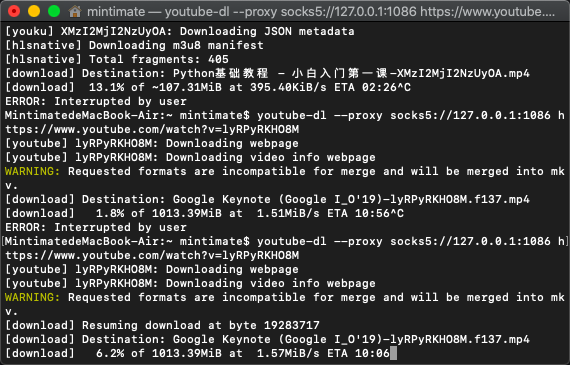 mintimate — youtube-dl --proxy socks5://127.0.0.1:1086 https://www.youtube....
[youku] XMzI2MjI2NzUyOA: Downloading JSON metadata
[hlsnative] Downloading m3u8 manifest
[hlsnative] Total fragments: 405
[download] Destination: Python基础教程 - 小白入门第一课-XMzI2MjI2NzUyOA.mp4
[download]  13.1% of ~107.31MiB at 395.40KiB/s ETA 02:26^C
ERROR: Interrupted by user
MintimatedeMacBook-Air:~ mintimate$ youtube-dl --proxy socks5://127.0.0.1:1086 h
ttps://www.youtube.com/watch?v=lyRPyRKHO8M
[youtube] lyRPyRKHO8M: Downloading webpage
[youtube] lyRPyRKHO8M: Downloading video info webpage
WARNING: Requested formats are incompatible for merge and will be merged into mk
v.
[download] Destination: Google Keynote (Google I_O'19)-lyRPyRKHO8M.f137.mp4
[download]   1.8% of 1013.39MiB at  1.51MiB/s ETA 10:56^C
ERROR: Interrupted by user
[MintimatedeMacBook-Air:~ mintimate$ youtube-dl --proxy socks5://127.0.0.1:1086 h]
ttps://www.youtube.com/watch?v=lyRPyRKHO8M
[youtube] lyRPyRKHO8M: Downloading webpage
[youtube] lyRPyRKHO8M: Downloading video info webpage
WARNING: Requested formats are incompatible for merge and will be merged into mk
v.
[download] Resuming download at byte 19283717
[download] Destination: Google Keynote (Google I_O'19)-lyRPyRKHO8M.f137.mp4
[download]   6.2% of 1013.39MiB at  1.57MiB/s ETA 10:06